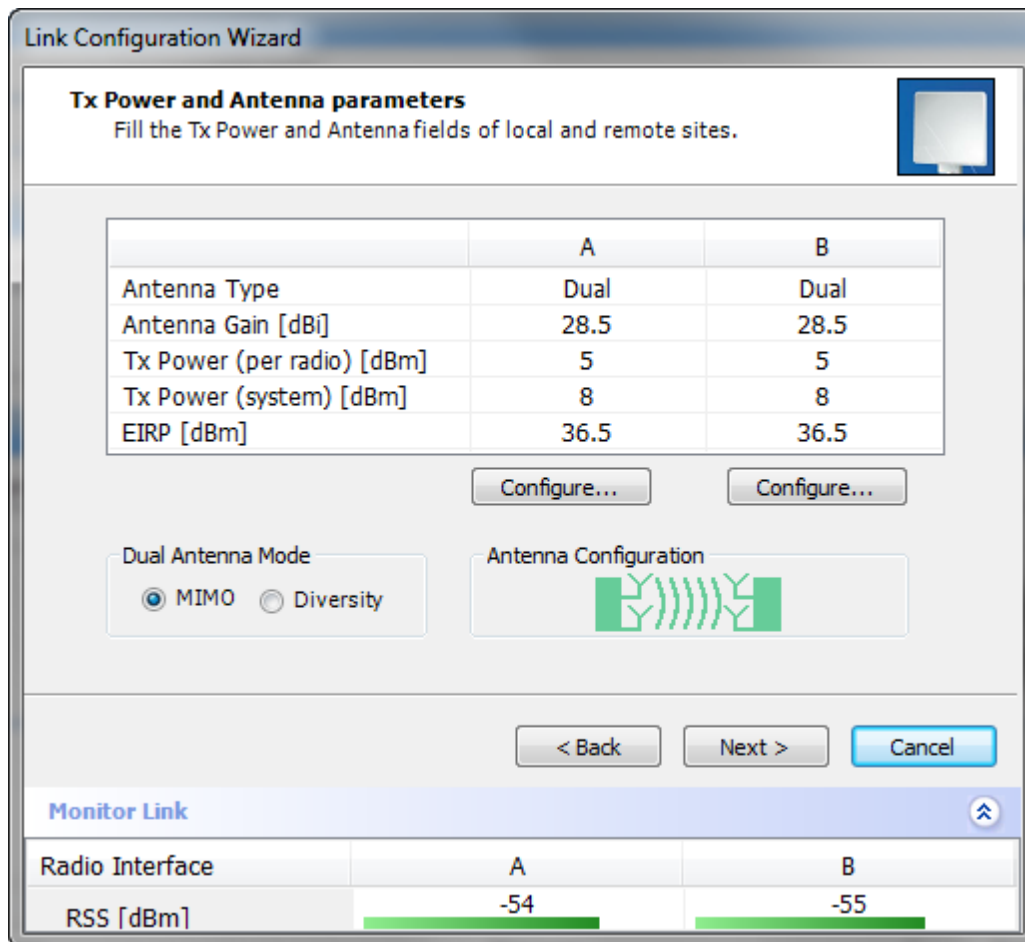 Link Configuration Wizard
Tx Power and Antenna parameters
Fill the Tx Power and Antenna fields of local and remote sites.
A B
Antenna Type Dual Dual
Antenna Gain [dBi] 28.5 28.5
Tx Power (per radio) [dBm] 5 5
Tx Power (system) [dBm] 8 8
EIRP [dBm] 36.5 36.5
Configure... Configure...
Dual Antenna Mode Antenna Configuration
MIMO Diversity
< Back Next > Cancel
Monitor Link
Radio Interface A B
RSS [dBm] -54 -55